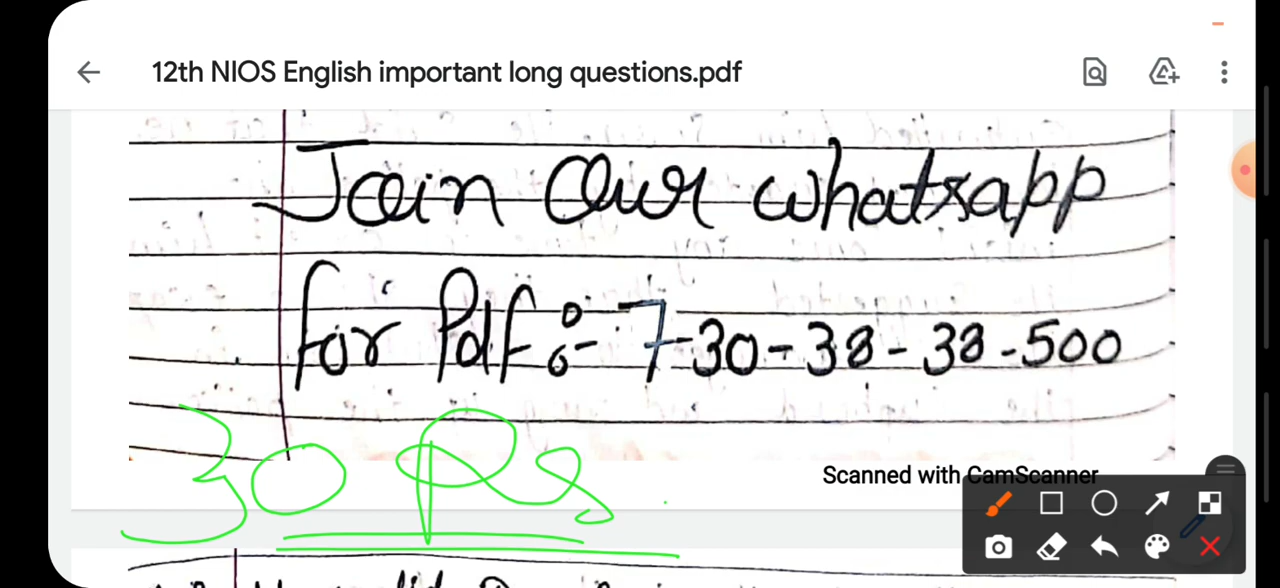 12th NIOS English important long questions.pdf
Join Our whatsapp
for Pdf :- 7-30-38-38-500
30 Rs
Scanned with CamScanner